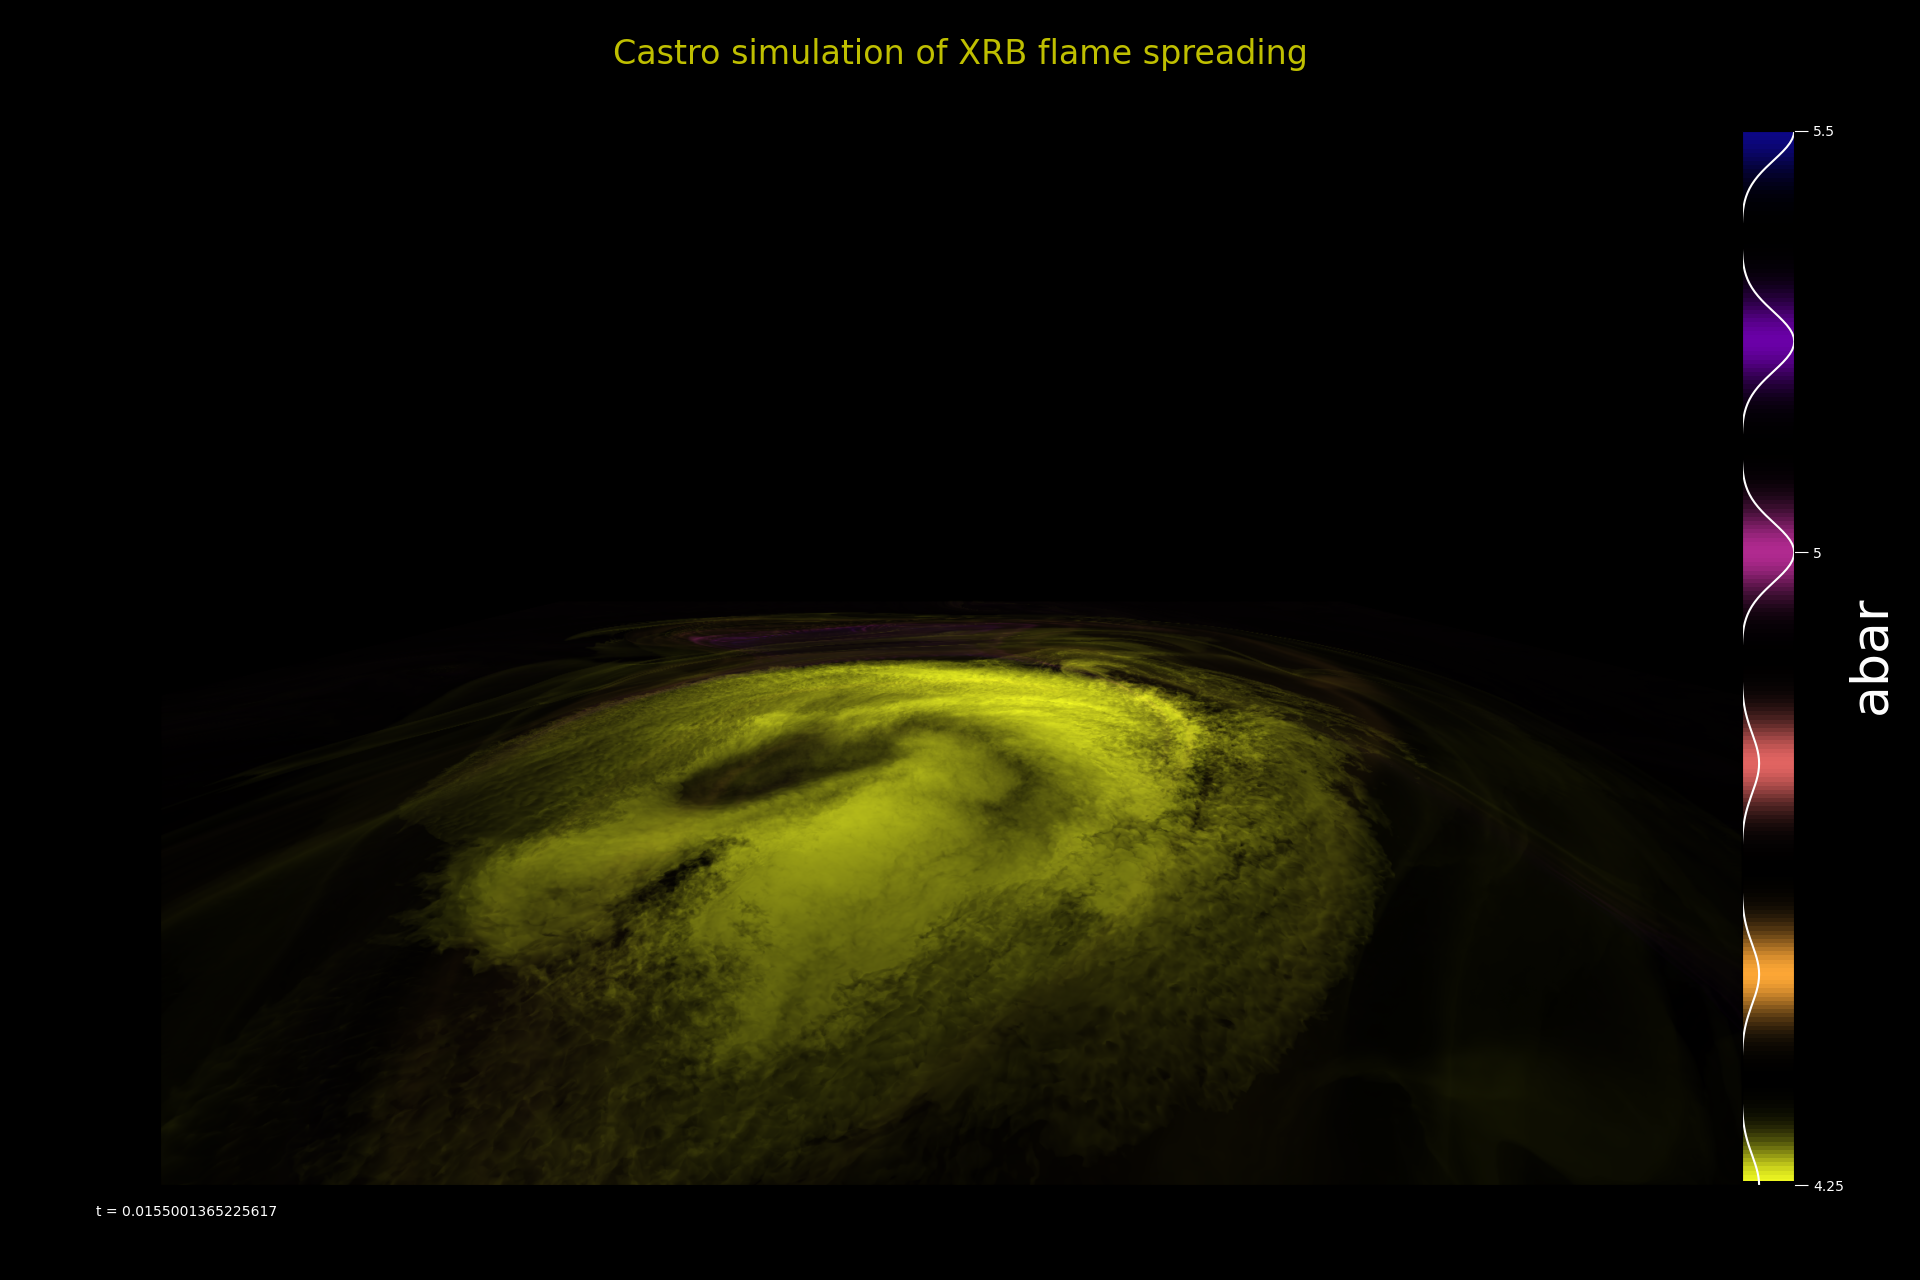 Castro simulation of XRB flame spreading
5.5
5
abar
4.25
t = 0.0155001365225617